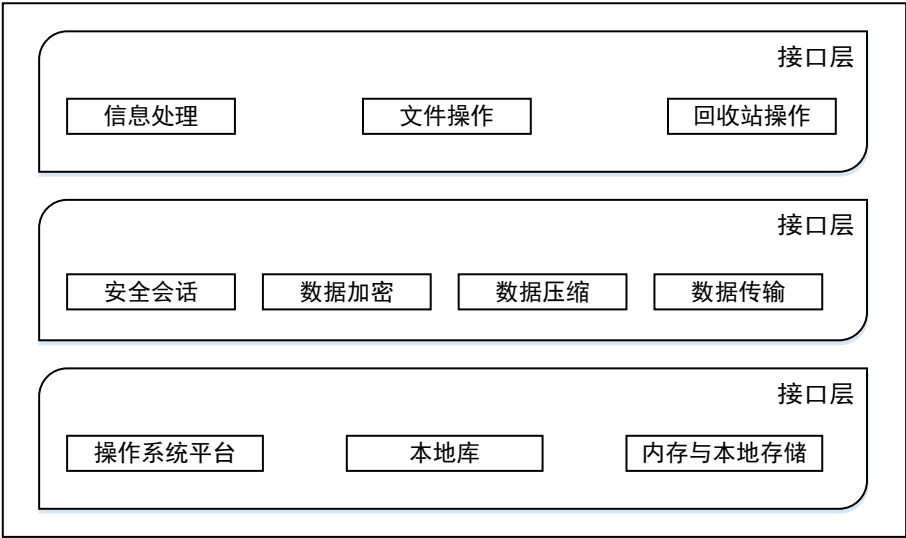 接口层
信息处理 文件操作 回收站操作
接口层
安全会话 数据加密 数据压缩 数据传输
接口层
操作系统平台 本地库 内存与本地存储